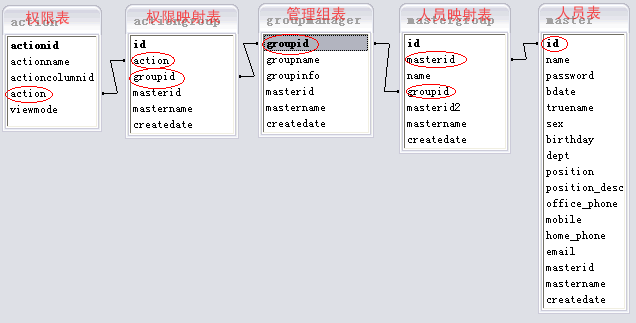 权限表
action
actionid
actionname
actioncolumnid
action
viewmode
权限映射表
actiongroup
id
action
groupid
masterid
mastername
createdate
管理组表
groupmanager
groupid
groupname
groupinfo
masterid
mastername
createdate
人员映射表
mastergroup
id
masterid
name
groupid
masterid2
mastername
createdate
人员表
master
id
name
password
bdate
truename
sex
birthday
dept
position
position_desc
office_phone
mobile
home_phone
email
masterid
mastername
createdate